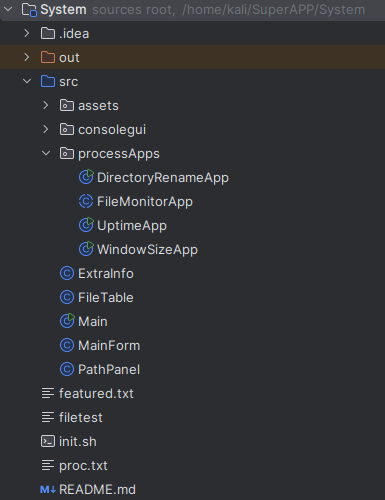 System sources root, /home/kali/SuperAPP/System
.idea
out
src
assets
consolegui
processApps
DirectoryRenameApp
FileMonitorApp
UptimeApp
WindowSizeApp
ExtraInfo
FileTable
Main
MainForm
PathPanel
featured.txt
filetest
init.sh
proc.txt
README.md